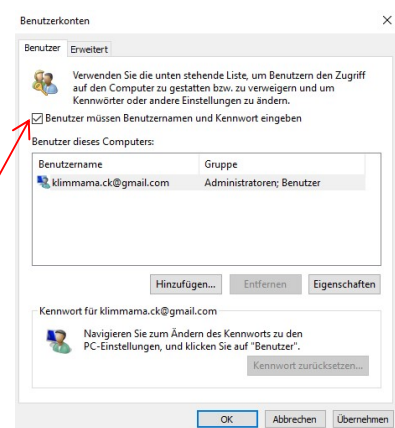 Benutzerkonten
Benutzer Erweitert
Verwenden Sie die unten stehende Liste, um Benutzern den Zugriff
auf den Computer zu gestatten bzw. zu verweigern und um
Kennwörter oder andere Einstellungen zu ändern.
Benutzer müssen Benutzernamen und Kennwort eingeben
Benutzer dieses Computers:
Benutzername Gruppe
klimmama.ck@gmail.com Administratoren; Benutzer
Hinzufügen... Entfernen Eigenschaften
Kennwort für klimmama.ck@gmail.com
Navigieren Sie zum Ändern des Kennworts zu den
PC-Einstellungen, und klicken Sie auf "Benutzer".
Kennwort zurücksetzen...
OK Abbrechen Übernehmen